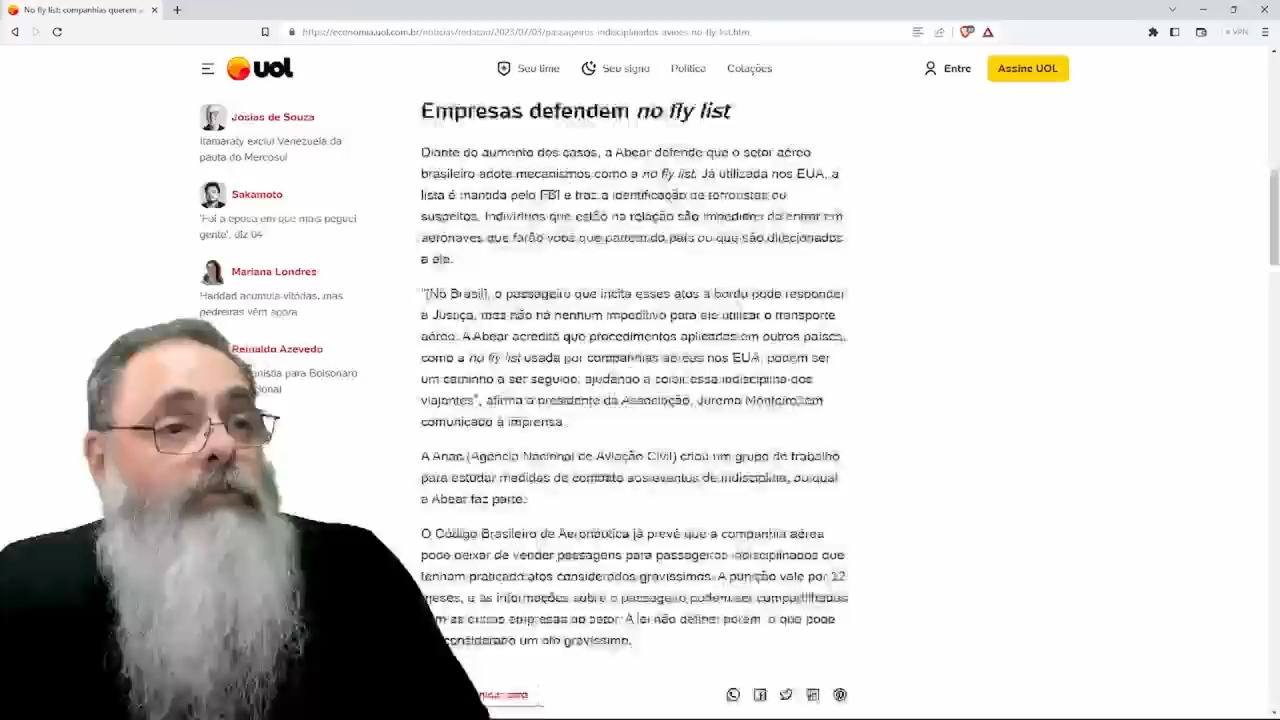 No fly list: companhias querem
https://economia.uol.com.br/noticias/redacao/2023/07/03/passageiros-indisciplinados-avioes-no-fly-list.htm
VPN
UOL
Seu time
Seu signo
Política
Cotações
Entre
Assine UOL
Josias de Souza
Itamaraty exclui Venezuela da
pauta do Mercosul
Sakamoto
'Foi a época em que mais peguei
gente', diz 04
Mariana Londres
Haddad acumula vitórias, mas
pedreiras vêm agora
Reinaldo Azevedo
para Bolsonaro
Empresas defendem no fly list
Diante do aumento dos casos, a Abear defende que o setor aéreo
brasileiro adote mecanismos como a no fly list. Já utilizada nos EUA, a
lista é mantida pelo FBI e traz a identificação de terroristas ou
suspeitos. Indivíduos que estão na relação são impedidos de entrar em
aeronaves que farão voos que partem do país ou que são direcionados
a ele.
"[No Brasil], o passageiro que incita esses atos a bordo pode responder
à Justiça, mas não há nenhum impeditivo para ele utilizar o transporte
aéreo. A Abear acredita que procedimentos aplicados em outros países,
como a no fly list usada por companhias aéreas nos EUA, podem ser
um caminho a ser seguido, ajudando a coibir essa indisciplina dos
viajantes", afirma a presidente da Associação, Jurema Monteiro, em
comunicado à imprensa.
A Anac (Agência Nacional de Aviação Civil) criou um grupo de trabalho
para estudar medidas de combate aos eventos de indisciplina, do qual
a Abear faz parte.
O Código Brasileiro de Aeronáutica já prevê que a companhia aérea
pode deixar de vender passagens para passageiros indisciplinados que
tenham praticado atos considerados gravíssimos. A punição vale por 12
meses, e as informações sobre o passageiro podem ser compartilhadas
com as outras empresas do setor. A lei não define, porém, o que pode
considerado um ato gravíssimo.